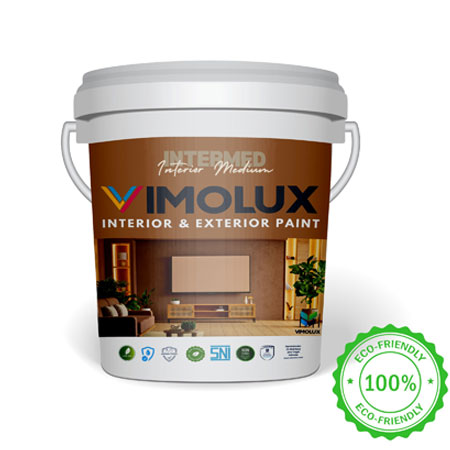 INTERMED
Interior Medium
VIMOLUX
INTERIOR & EXTERIOR PAINT
VIMOLUX
SNI
ECO-FRIENDLY
100%
ECO-FRIENDLY